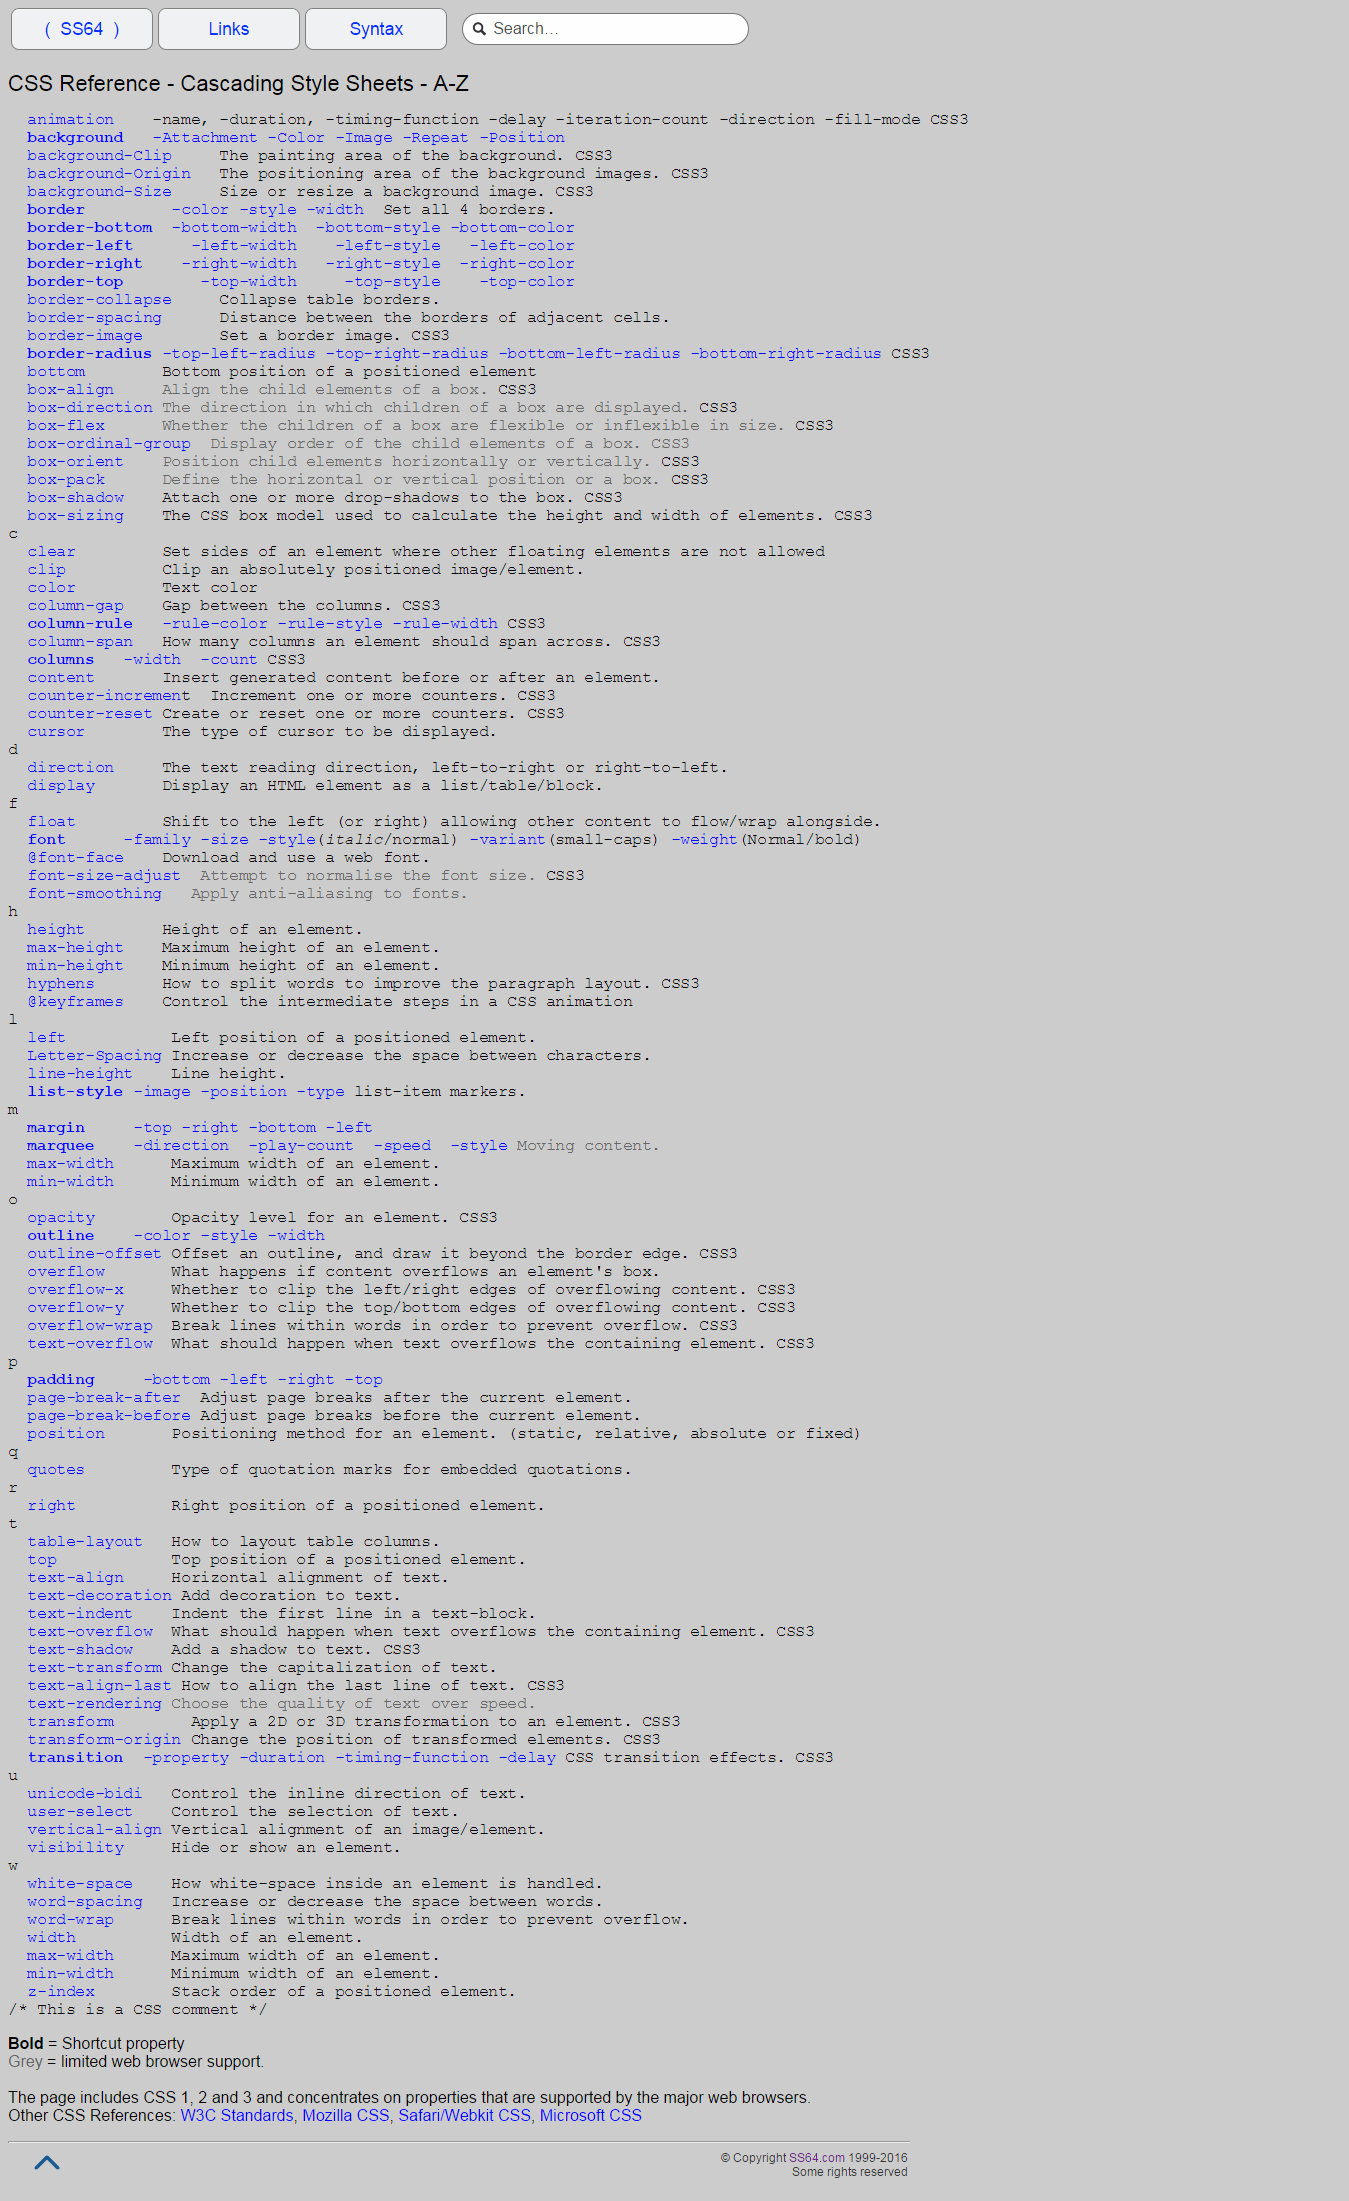 ( SS64 )
Links
Syntax
Search...
CSS Reference - Cascading Style Sheets - A-Z
animation -name, -duration, -timing-function -delay -iteration-count -direction -fill-mode CSS3
background -Attachment -Color -Image -Repeat -Position
background-Clip The painting area of the background. CSS3
background-Origin The positioning area of the background images. CSS3
background-Size Size or resize a background image. CSS3
border -color -style -width Set all 4 borders.
border-bottom -bottom-width -bottom-style -bottom-color
border-left -left-width -left-style -left-color
border-right -right-width -right-style -right-color
border-top -top-width -top-style -top-color
border-collapse Collapse table borders.
border-spacing Distance between the borders of adjacent cells.
border-image Set a border image. CSS3
border-radius -top-left-radius -top-right-radius -bottom-left-radius -bottom-right-radius CSS3
bottom Bottom position of a positioned element
box-align Align the child elements of a box. CSS3
box-direction The direction in which children of a box are displayed. CSS3
box-flex Whether the children of a box are flexible or inflexible in size. CSS3
box-ordinal-group Display order of the child elements of a box. CSS3
box-orient Position child elements horizontally or vertically. CSS3
box-pack Define the horizontal or vertical position or a box. CSS3
box-shadow Attach one or more drop-shadows to the box. CSS3
box-sizing The CSS box model used to calculate the height and width of elements. CSS3
c
clear Set sides of an element where other floating elements are not allowed
clip Clip an absolutely positioned image/element.
color Text color
column-gap Gap between the columns. CSS3
column-rule -rule-color -rule-style -rule-width CSS3
column-span How many columns an element should span across. CSS3
columns -width -count CSS3
content Insert generated content before or after an element.
counter-increment Increment one or more counters. CSS3
counter-reset Create or reset one or more counters. CSS3
cursor The type of cursor to be displayed.
d
direction The text reading direction, left-to-right or right-to-left.
display Display an HTML element as a list/table/block.
f
float Shift to the left (or right) allowing other content to flow/wrap alongside.
font -family -size -style(italic/normal) -variant(small-caps) -weight(Normal/bold)
@font-face Download and use a web font.
font-size-adjust Attempt to normalise the font size. CSS3
font-smoothing Apply anti-aliasing to fonts.
h
height Height of an element.
max-height Maximum height of an element.
min-height Minimum height of an element.
hyphens How to split words to improve the paragraph layout. CSS3
@keyframes Control the intermediate steps in a CSS animation
l
left Left position of a positioned element.
Letter-Spacing Increase or decrease the space between characters.
line-height Line height.
list-style -image -position -type list-item markers.
m
margin -top -right -bottom -left
marquee -direction -play-count -speed -style Moving content.
max-width Maximum width of an element.
min-width Minimum width of an element.
o
opacity Opacity level for an element. CSS3
outline -color -style -width
outline-offset Offset an outline, and draw it beyond the border edge. CSS3
overflow What happens if content overflows an element's box.
overflow-x Whether to clip the left/right edges of overflowing content. CSS3
overflow-y Whether to clip the top/bottom edges of overflowing content. CSS3
overflow-wrap Break lines within words in order to prevent overflow. CSS3
text-overflow What should happen when text overflows the containing element. CSS3
p
padding -bottom -left -right -top
page-break-after Adjust page breaks after the current element.
page-break-before Adjust page breaks before the current element.
position Positioning method for an element. (static, relative, absolute or fixed)
q
quotes Type of quotation marks for embedded quotations.
r
right Right position of a positioned element.
t
table-layout How to layout table columns.
top Top position of a positioned element.
text-align Horizontal alignment of text.
text-decoration Add decoration to text.
text-indent Indent the first line in a text-block.
text-overflow What should happen when text overflows the containing element. CSS3
text-shadow Add a shadow to text. CSS3
text-transform Change the capitalization of text.
text-align-last How to align the last line of text. CSS3
text-rendering Choose the quality of text over speed.
transform Apply a 2D or 3D transformation to an element. CSS3
transform-origin Change the position of transformed elements. CSS3
transition -property -duration -timing-function -delay CSS transition effects. CSS3
u
unicode-bidi Control the inline direction of text.
user-select Control the selection of text.
vertical-align Vertical alignment of an image/element.
visibility Hide or show an element.
w
white-space How white-space inside an element is handled.
word-spacing Increase or decrease the space between words.
word-wrap Break lines within words in order to prevent overflow.
width Width of an element.
max-width Maximum width of an element.
min-width Minimum width of an element.
z-index Stack order of a positioned element.
/* This is a CSS comment */
Bold = Shortcut property
Grey = limited web browser support.
The page includes CSS 1, 2 and 3 and concentrates on properties that are supported by the major web browsers.
Other CSS References: W3C Standards, Mozilla CSS, Safari/Webkit CSS, Microsoft CSS
© Copyright SS64.com 1999-2016
Some rights reserved